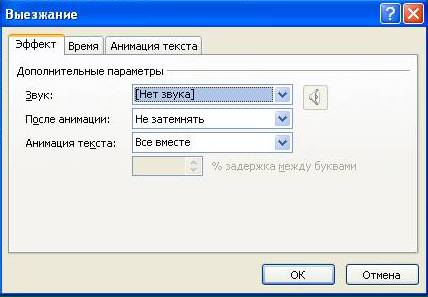 Выезжание
Эффект Время Анимация текста
Дополнительные параметры
Звук: [Нет звука]
После анимации: Не затемнять
Анимация текста: Все вместе
% задержка между буквами
ОК Отмена